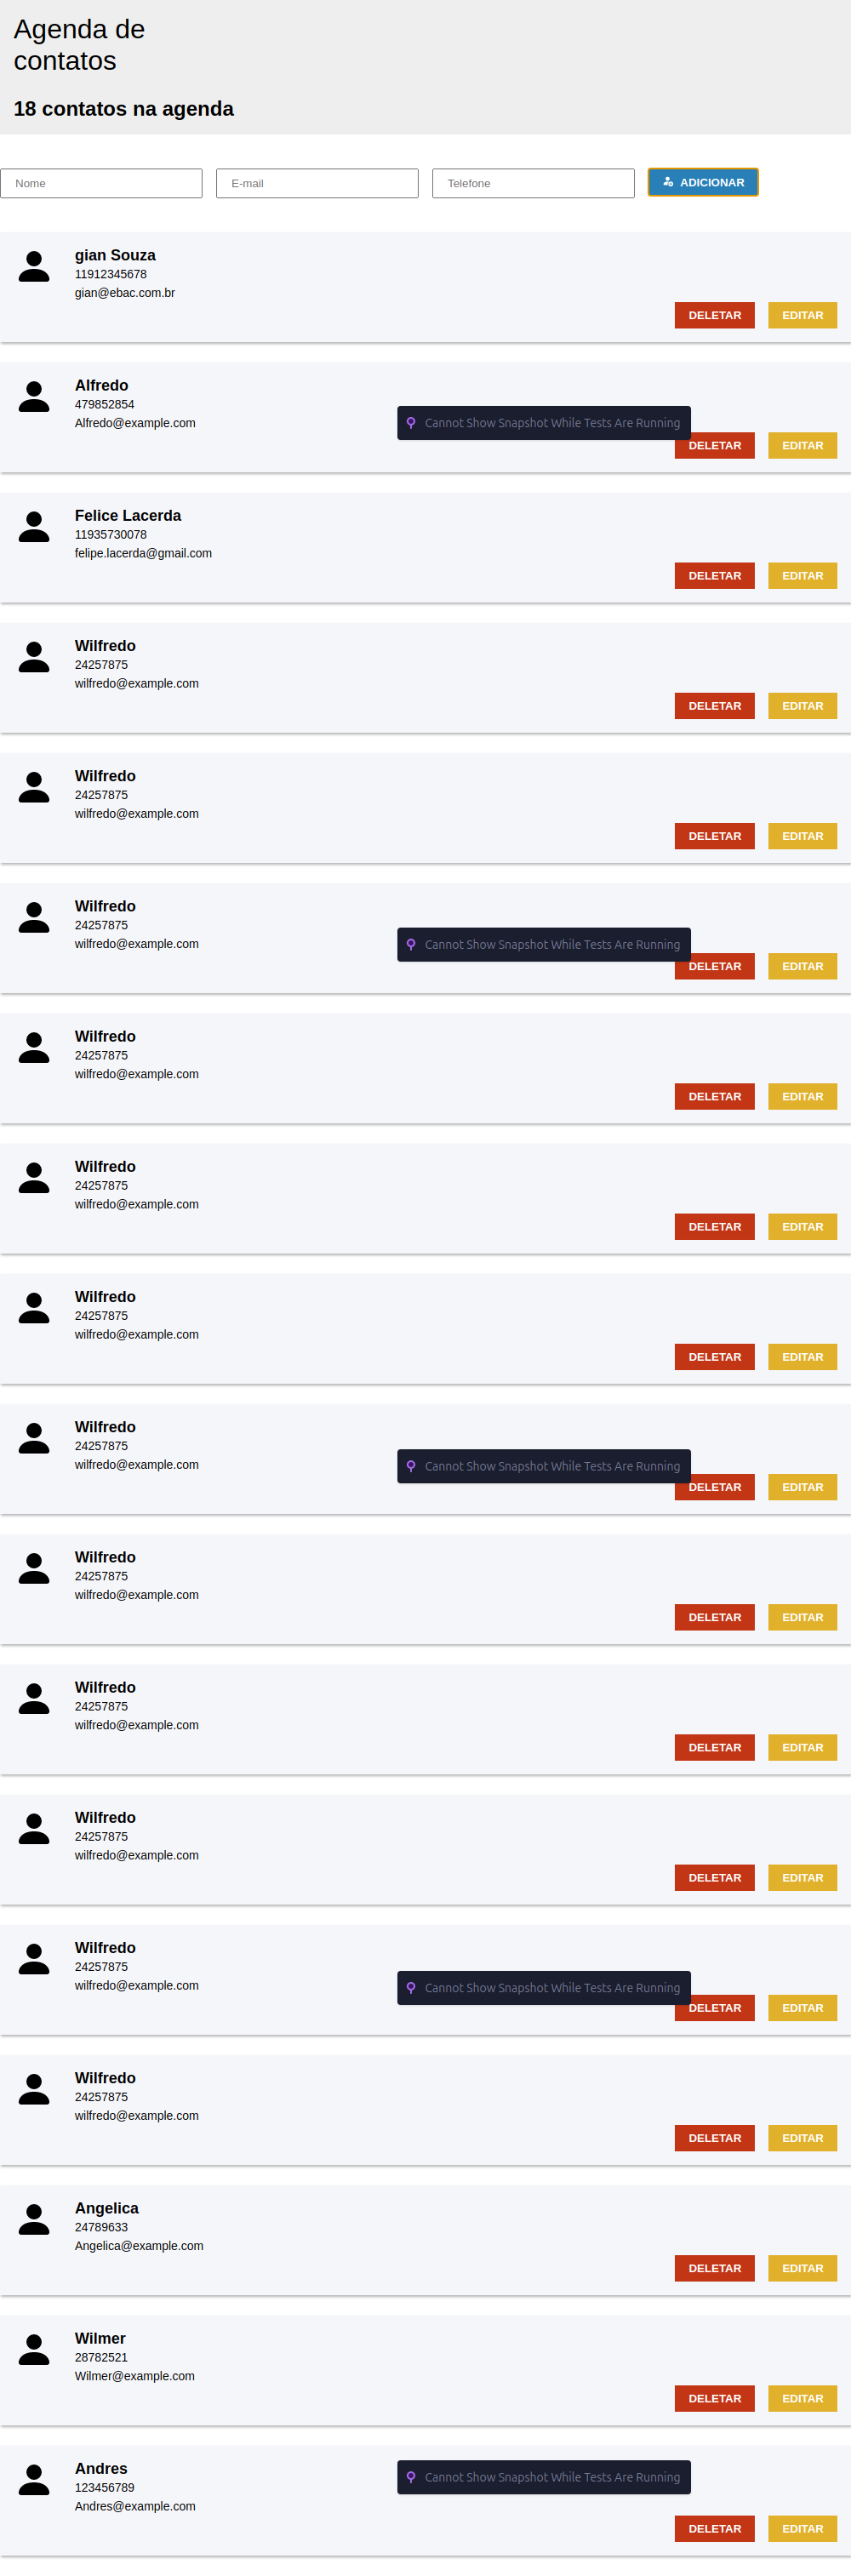 Agenda de
contatos
18 contatos na agenda
Nome
E-mail
Telefone
ADICIONAR
gian Souza
11912345678
gian@ebac.com.br
DELETAR
EDITAR
Alfredo
479852854
Alfredo@example.com
Cannot Show Snapshot While Tests Are Running
DELETAR
EDITAR
Felice Lacerda
11935730078
felipe.lacerda@gmail.com
DELETAR
EDITAR
Wilfredo
24257875
wilfredo@example.com
DELETAR
EDITAR
Wilfredo
24257875
wilfredo@example.com
DELETAR
EDITAR
Wilfredo
24257875
wilfredo@example.com
Cannot Show Snapshot While Tests Are Running
DELETAR
EDITAR
Wilfredo
24257875
wilfredo@example.com
DELETAR
EDITAR
Wilfredo
24257875
wilfredo@example.com
DELETAR
EDITAR
Wilfredo
24257875
wilfredo@example.com
DELETAR
EDITAR
Wilfredo
24257875
wilfredo@example.com
Cannot Show Snapshot While Tests Are Running
DELETAR
EDITAR
Wilfredo
24257875
wilfredo@example.com
DELETAR
EDITAR
Wilfredo
24257875
wilfredo@example.com
DELETAR
EDITAR
Wilfredo
24257875
wilfredo@example.com
DELETAR
EDITAR
Wilfredo
24257875
wilfredo@example.com
Cannot Show Snapshot While Tests Are Running
DELETAR
EDITAR
Wilfredo
24257875
wilfredo@example.com
DELETAR
EDITAR
Angelica
24789633
Angelica@example.com
DELETAR
EDITAR
Wilmer
28782521
Wilmer@example.com
DELETAR
EDITAR
Andres
123456789
Andres@example.com
Cannot Show Snapshot While Tests Are Running
DELETAR
EDITAR